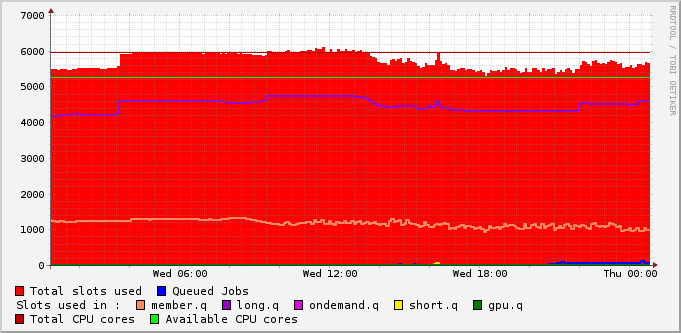 7000
6000
5000
4000
3000
2000
1000
0
Wed 06:00 Wed 12:00 Wed 18:00 Thu 00:00
Total slots used Queued Jobs
Slots used in : member.q long.q ondemand.q short.q gpu.q
Total CPU cores Available CPU cores
RRDTOOL / TOBI OETIKER